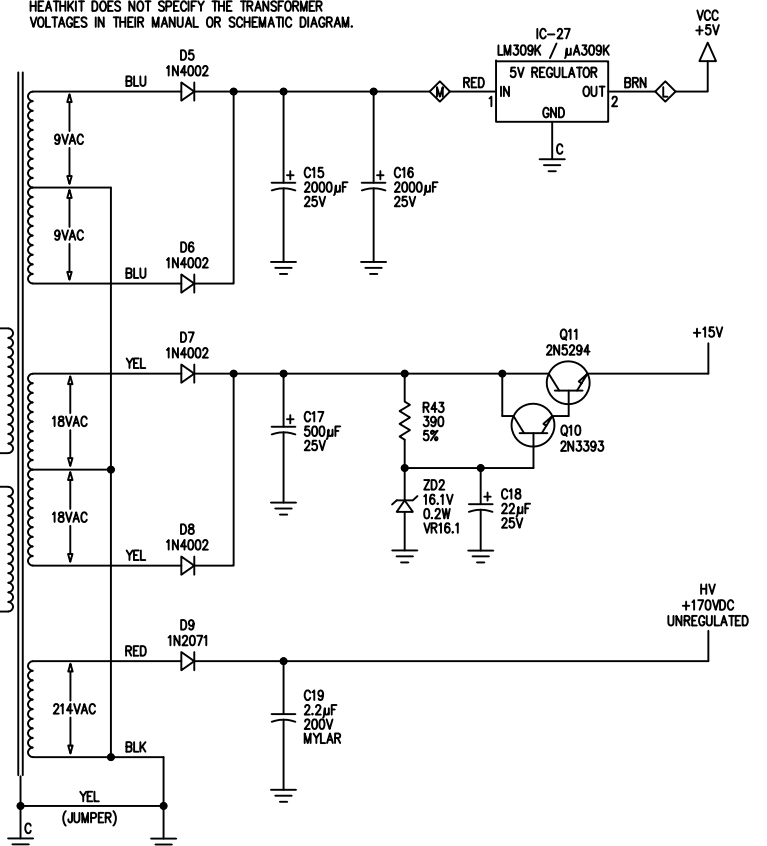 HEATHKIT DOES NOT SPECIFY THE TRANSFORMER
VOLTAGES IN THEIR MANUAL OR SCHEMATIC DIAGRAM.
VCC
+5V
IC-27
LM309K / µA309K
5V REGULATOR
IN
OUT
GND
1
2
C
RED
M
BRN
L
D5
1N4002
BLU
9VAC
9VAC
D6
1N4002
BLU
+
C15
2000µF
25V
+
C16
2000µF
25V
D7
1N4002
YEL
18VAC
18VAC
D8
1N4002
YEL
+
C17
500µF
25V
R43
390
5%
Q11
2N5294
+15V
Q10
2N3393
ZD2
16.1V
0.2W
VR16.1
+
C18
22µF
25V
HV
+170VDC
UNREGULATED
D9
1N2071
RED
214VAC
C19
2.2µF
200V
MYLAR
BLK
YEL
(JUMPER)
C